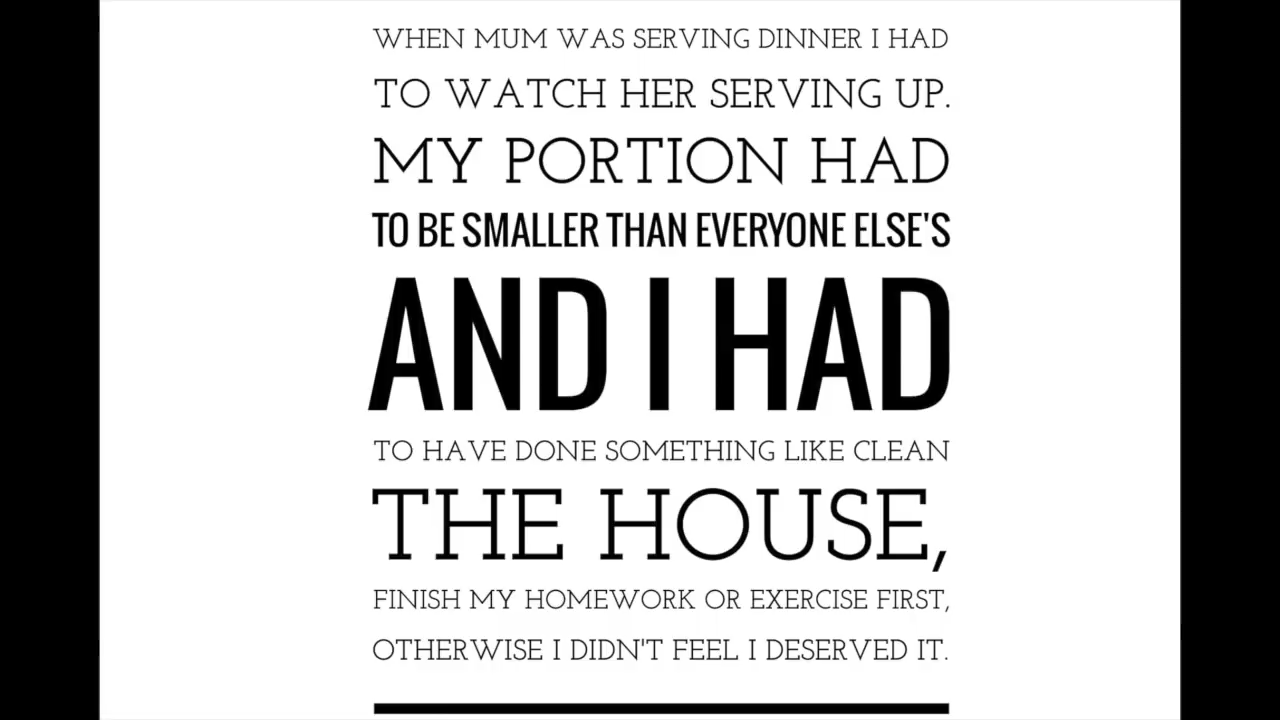 WHEN MUM WAS SERVING DINNER I HAD
TO WATCH HER SERVING UP.
MY PORTION HAD
TO BE SMALLER THAN EVERYONE ELSE'S
AND I HAD
TO HAVE DONE SOMETHING LIKE CLEAN
THE HOUSE,
FINISH MY HOMEWORK OR EXERCISE FIRST,
OTHERWISE I DIDN'T FEEL I DESERVED IT.